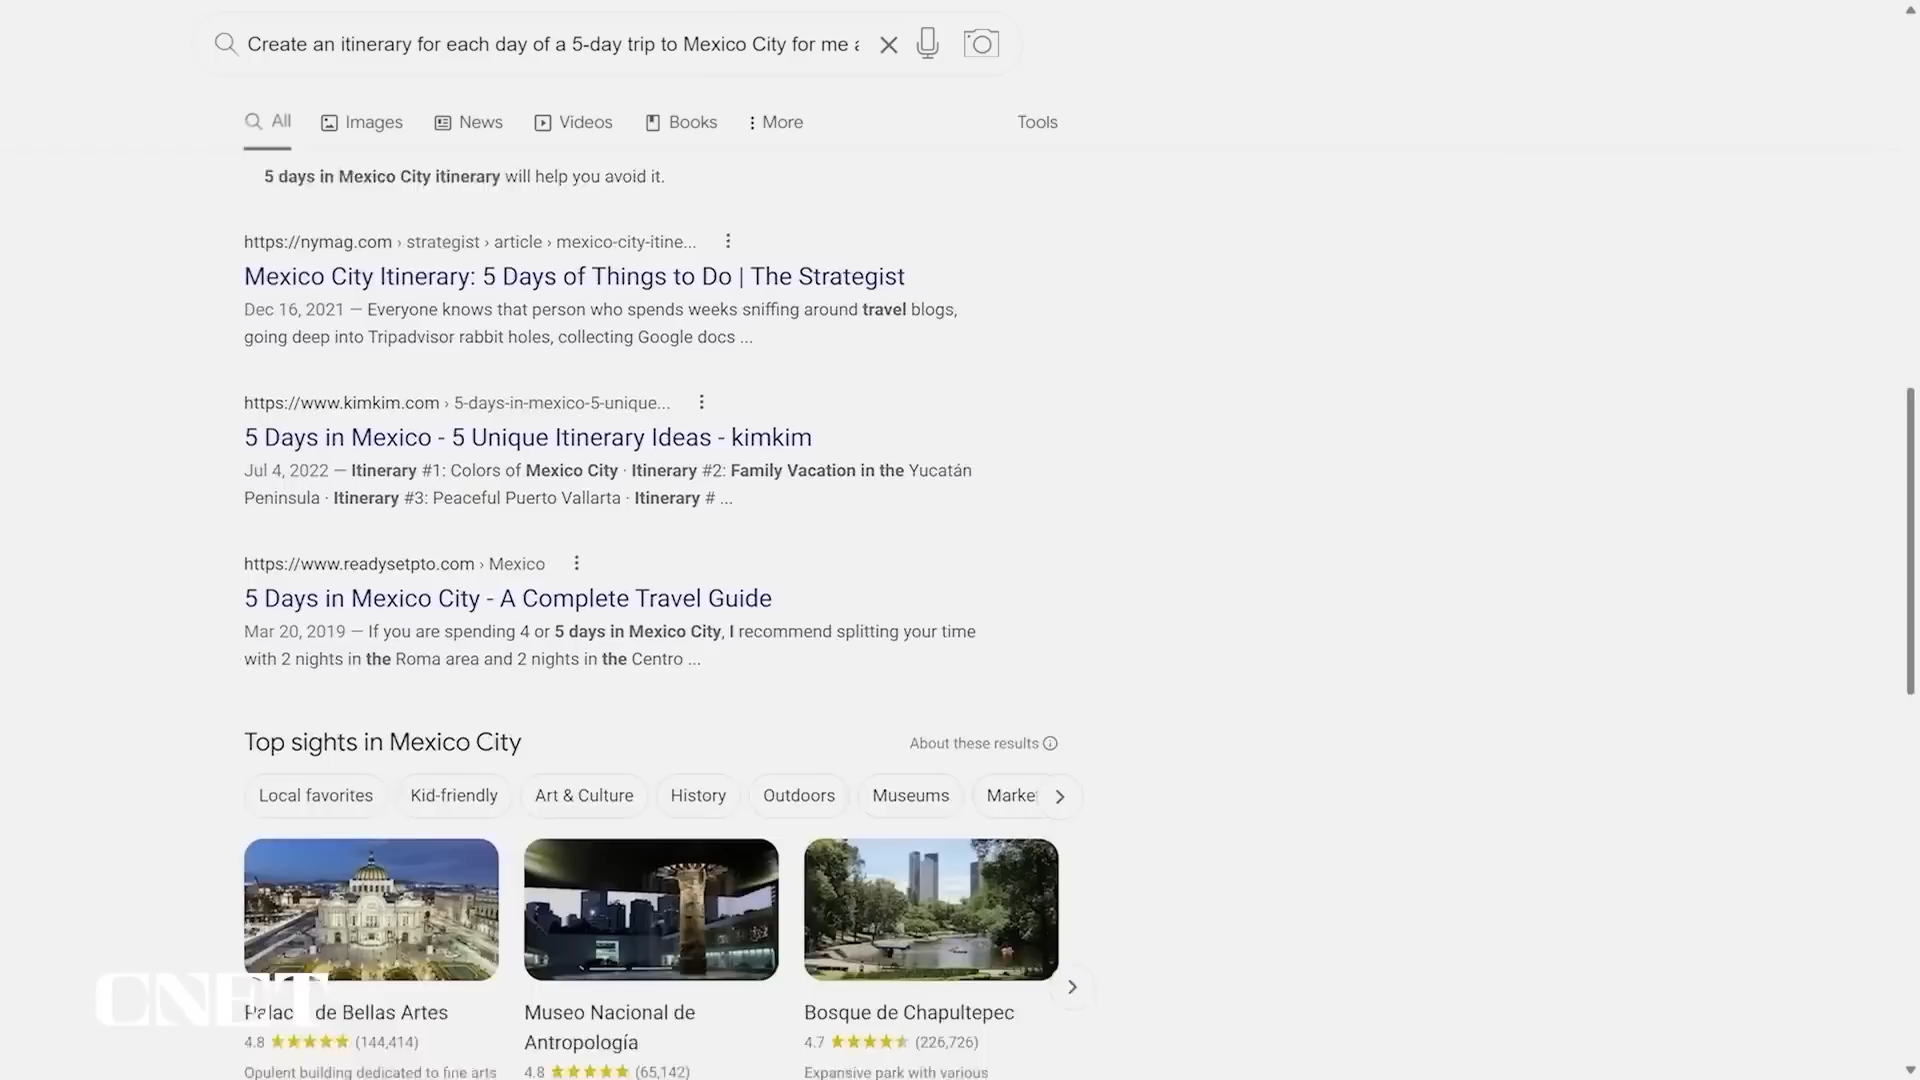 Create an itinerary for each day of a 5-day trip to Mexico City for me
All
Images
News
Videos
Books
More
Tools
5 days in Mexico City itinerary will help you avoid it.
https://nymag.com › strategist › article › mexico-city-itine...
Mexico City Itinerary: 5 Days of Things to Do | The Strategist
Dec 16, 2021 — Everyone knows that person who spends weeks sniffing around travel blogs,
going deep into Tripadvisor rabbit holes, collecting Google docs ...
https://www.kimkim.com › 5-days-in-mexico-5-unique...
5 Days in Mexico - 5 Unique Itinerary Ideas - kimkim
Jul 4, 2022 — Itinerary #1: Colors of Mexico City · Itinerary #2: Family Vacation in the Yucatán
Peninsula · Itinerary #3: Peaceful Puerto Vallarta · Itinerary # ...
https://www.readysetpto.com › Mexico
5 Days in Mexico City - A Complete Travel Guide
Mar 20, 2019 — If you are spending 4 or 5 days in Mexico City, I recommend splitting your time
with 2 nights in the Roma area and 2 nights in the Centro ...
Top sights in Mexico City
About these results
Local favorites
Kid-friendly
Art & Culture
History
Outdoors
Museums
Marke
CNET
Palacio de Bellas Artes
4.8 (144,414)
Opulent building dedicated to fine arts
Museo Nacional de
Antropología
4.8 (65,142)
Bosque de Chapultepec
4.7 (226,726)
Expansive park with various